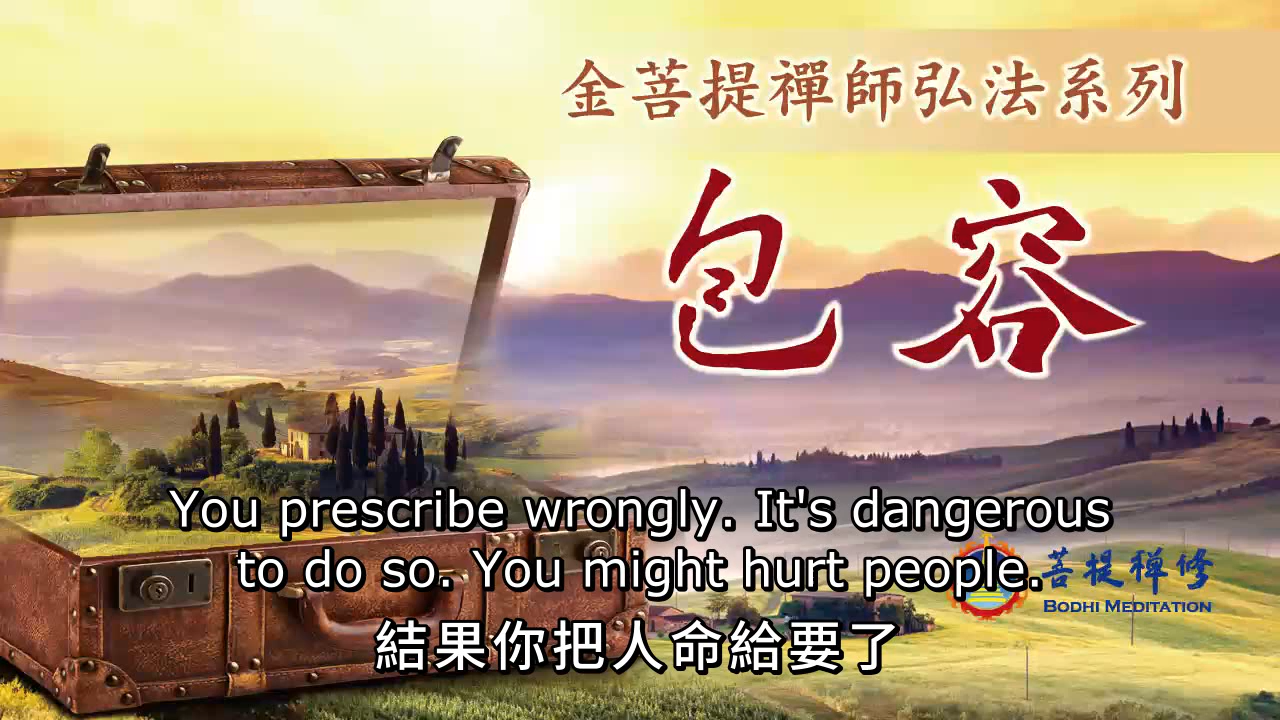 金菩提禪師弘法系列
包容
You prescribe wrongly. It's dangerous
to do so. You might hurt people.
菩提禪修
BODHI MEDITATION
結果你把人命給要了